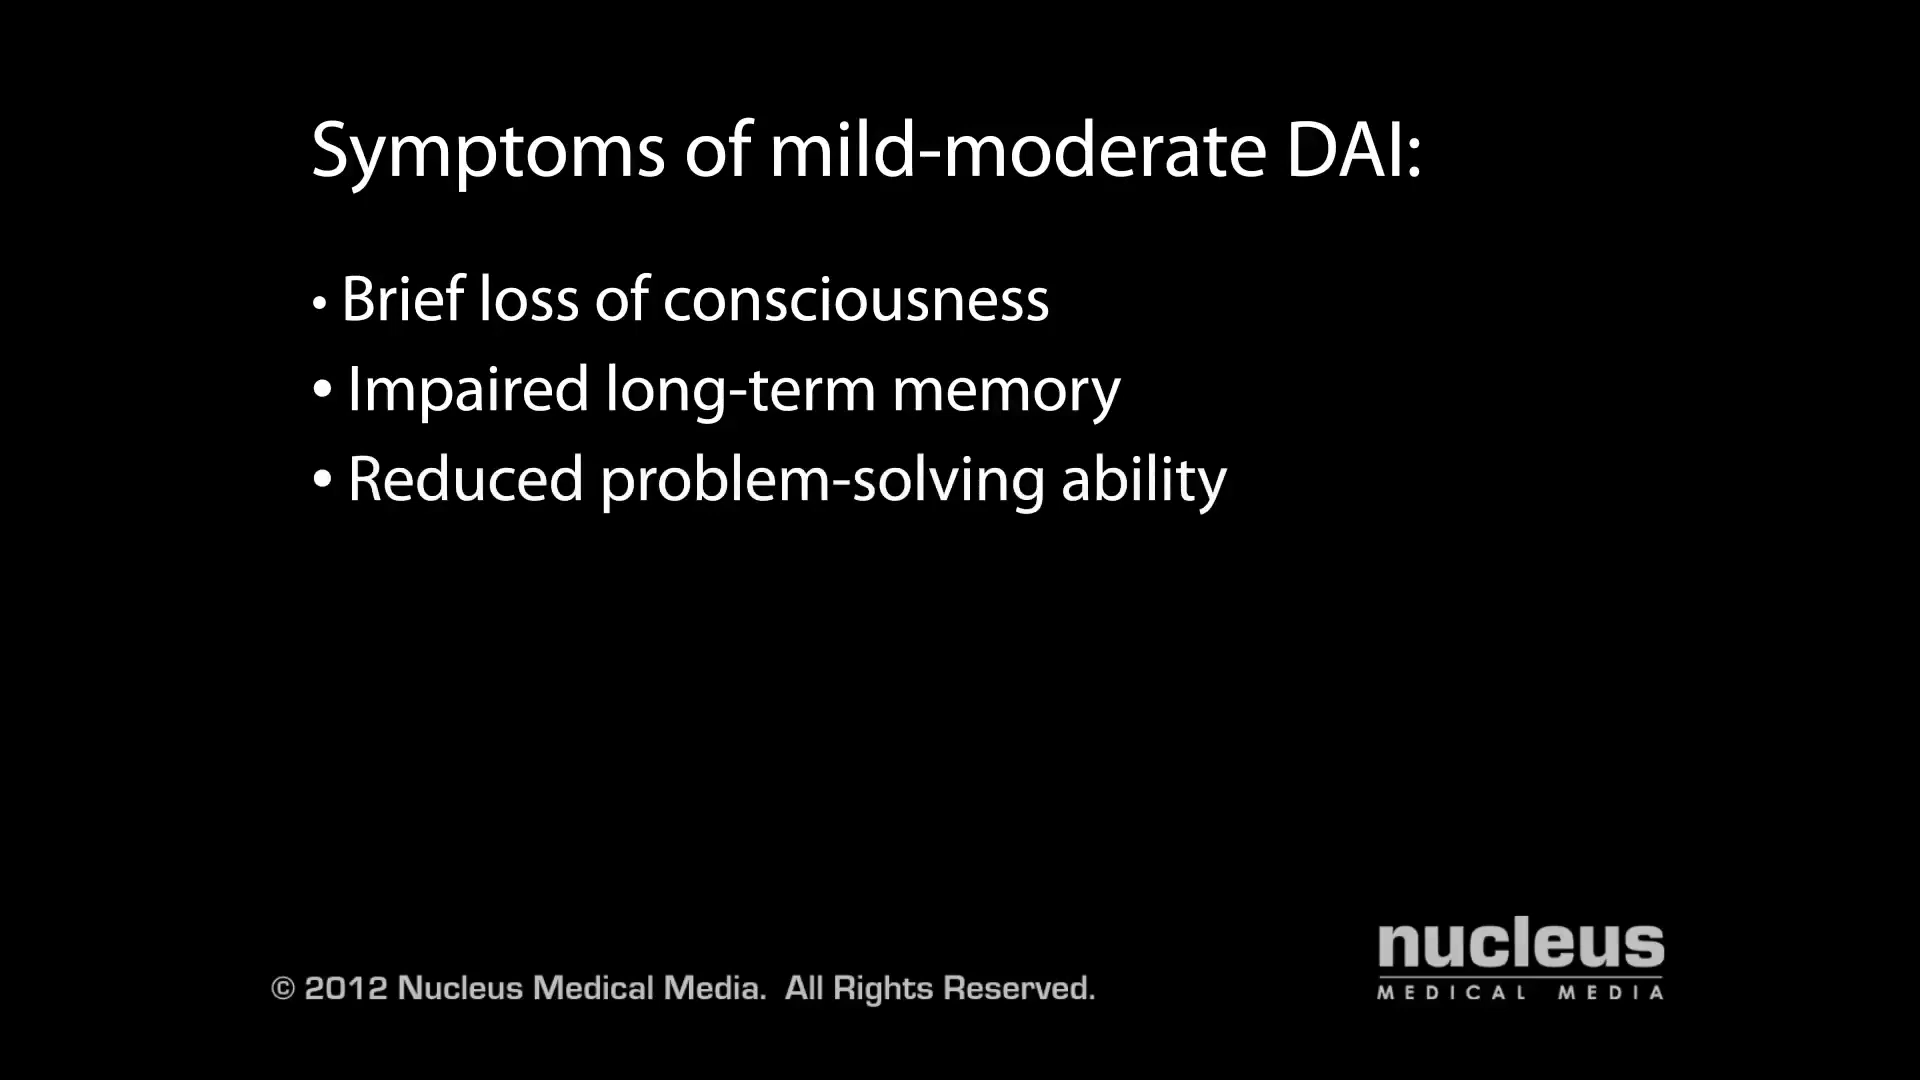 Symptoms of mild-moderate DAI:
• Brief loss of consciousness
• Impaired long-term memory
• Reduced problem-solving ability
nucleus
MEDICAL MEDIA
© 2012 Nucleus Medical Media.  All Rights Reserved.